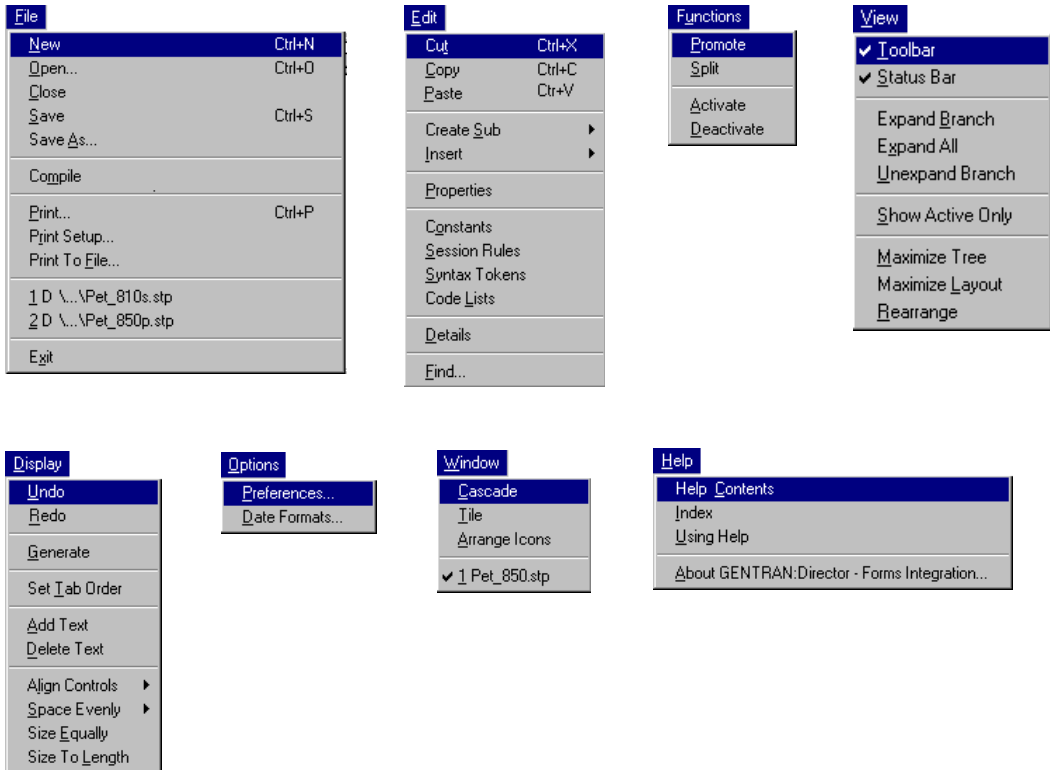 File
New Ctrl+N
Open... Ctrl+O
Close
Save Ctrl+S
Save As...
Compile
Print... Ctrl+P
Print Setup...
Print To File...
1 D \...\Pet_810s.stp
2 D \...\Pet_850p.stp
Exit
Edit
Cut Ctrl+X
Copy Ctrl+C
Paste Ctr+V
Create Sub
Insert
Properties
Constants
Session Rules
Syntax Tokens
Code Lists
Details
Find...
Functions
Promote
Split
Activate
Deactivate
View
Toolbar
Status Bar
Expand Branch
Expand All
Unexpand Branch
Show Active Only
Maximize Tree
Maximize Layout
Rearrange
Display
Undo
Redo
Generate
Set Tab Order
Add Text
Delete Text
Align Controls
Space Evenly
Size Equally
Size To Length
Options
Preferences...
Date Formats...
Window
Cascade
Tile
Arrange Icons
1 Pet_850.stp
Help
Help Contents
Index
Using Help
About GENTRAN:Director - Forms Integration...